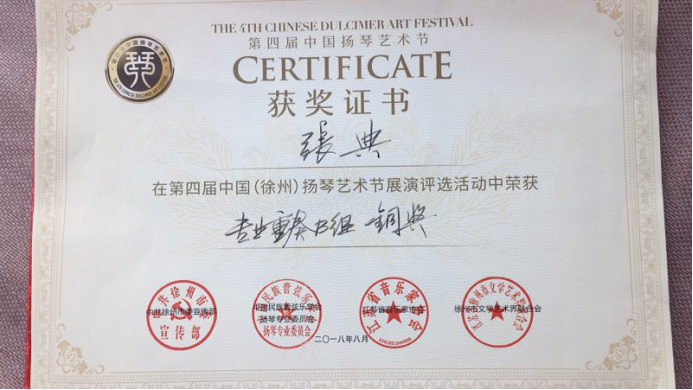 THE 4TH CHINESE DULCIMER ART FESTIVAL
第四届中国扬琴艺术节
CERTIFICATE
获奖证书
張典
在第四届中国(徐州)扬琴艺术节展演评选活动中荣获
专业重奏B组 铜奖
中共徐州市委宣传部
中国民族管弦乐学会
扬琴专业委员会
江苏省音乐家协会
徐州市文学艺术界联合会
二〇一八年八月